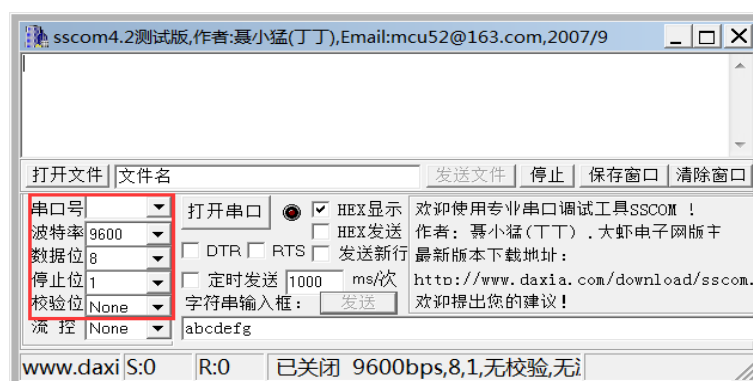 sscom4.2测试版,作者:聂小猛(丁丁),Email:mcu52@163.com,2007/9
打开文件 文件名 发送文件 停止 保存窗口 清除窗口
串口号 打开串口 HEX显示 欢迎使用专业串口调试工具SSCOM !
波特率 9600 HEX发送 作者: 聂小猛(丁丁) .大虾电子网版主
数据位 8 DTR RTS 发送新行 最新版本下载地址:
停止位 1 定时发送 1000 ms/次 http://www.daxia.com/download/sscom.
校验位 None 字符串输入框: 发送 欢迎提出您的建议!
流 控 None abcdefg
www.daxi S:0 R:0 已关闭 9600bps,8,1,无校验,无